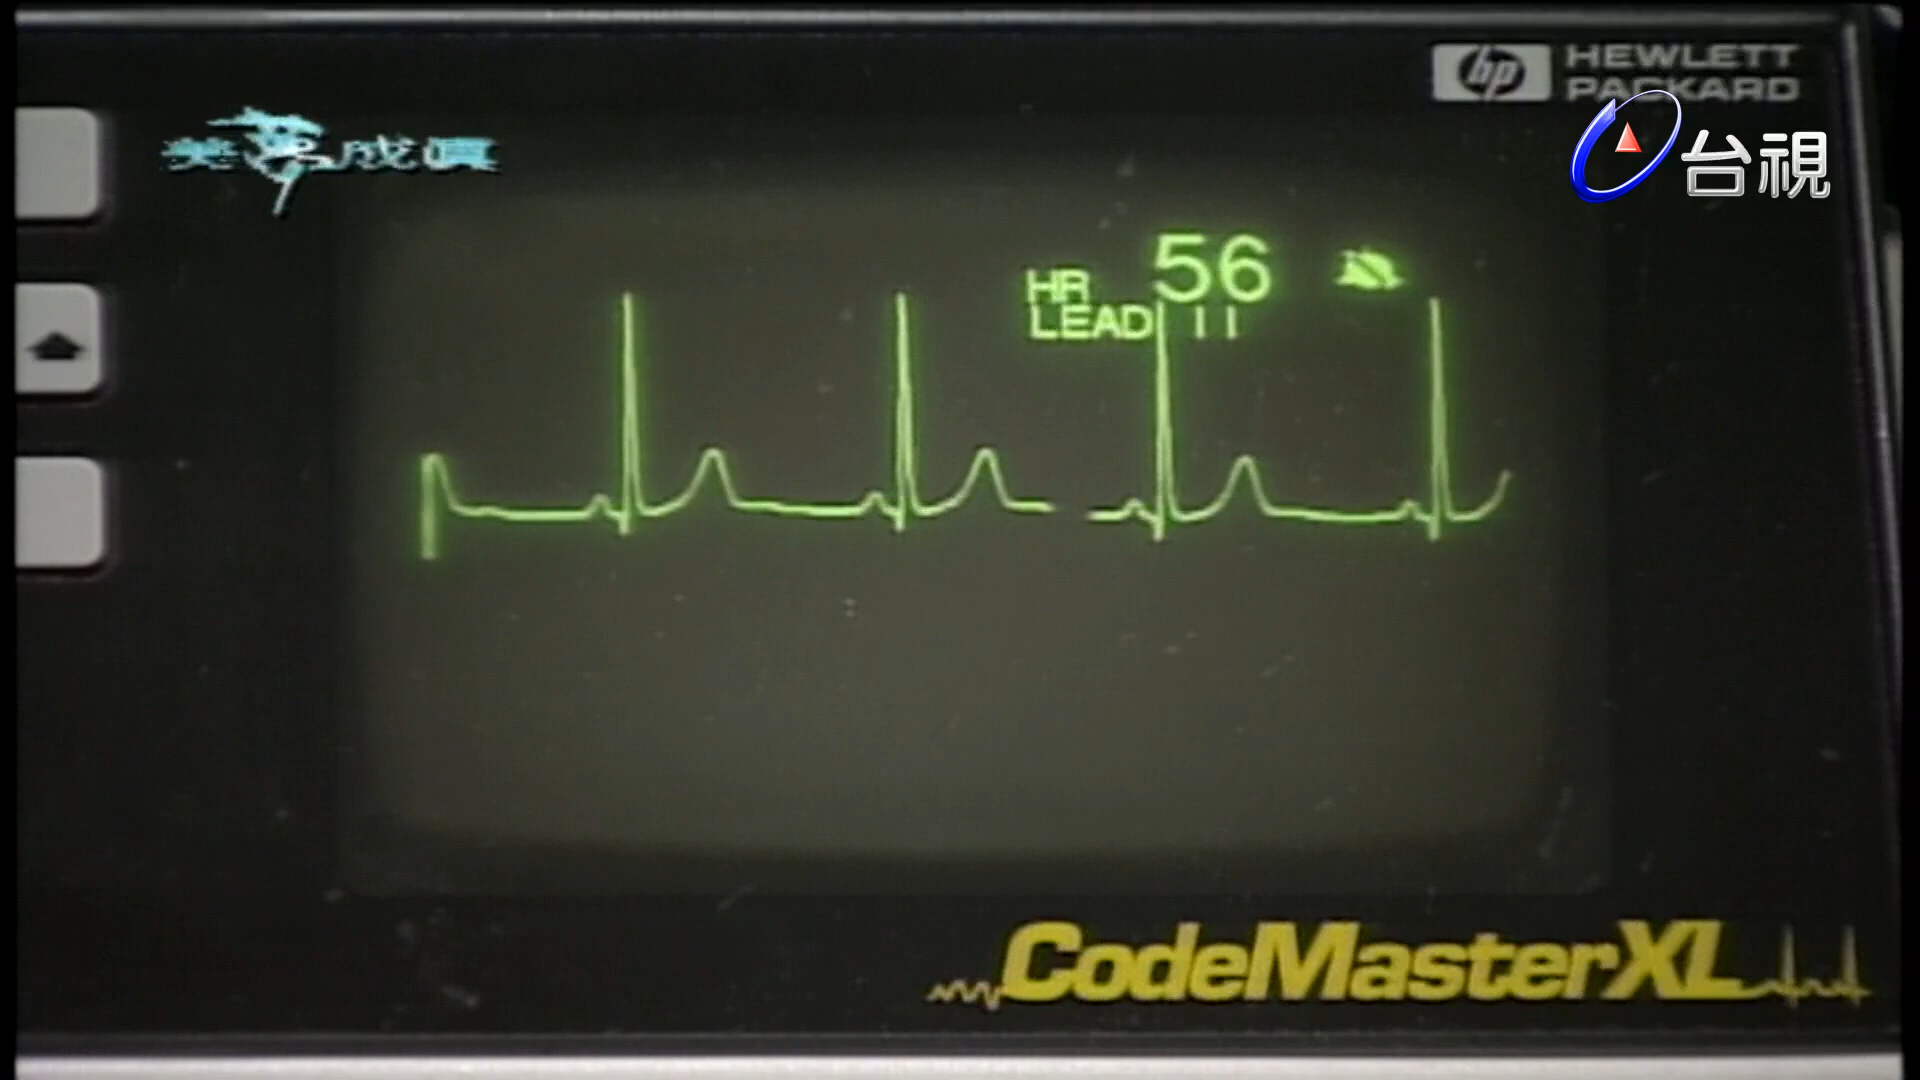 hp HEWLETT
PACKARD
美夢成真
台視
56
HR
LEAD II
CodeMasterXL